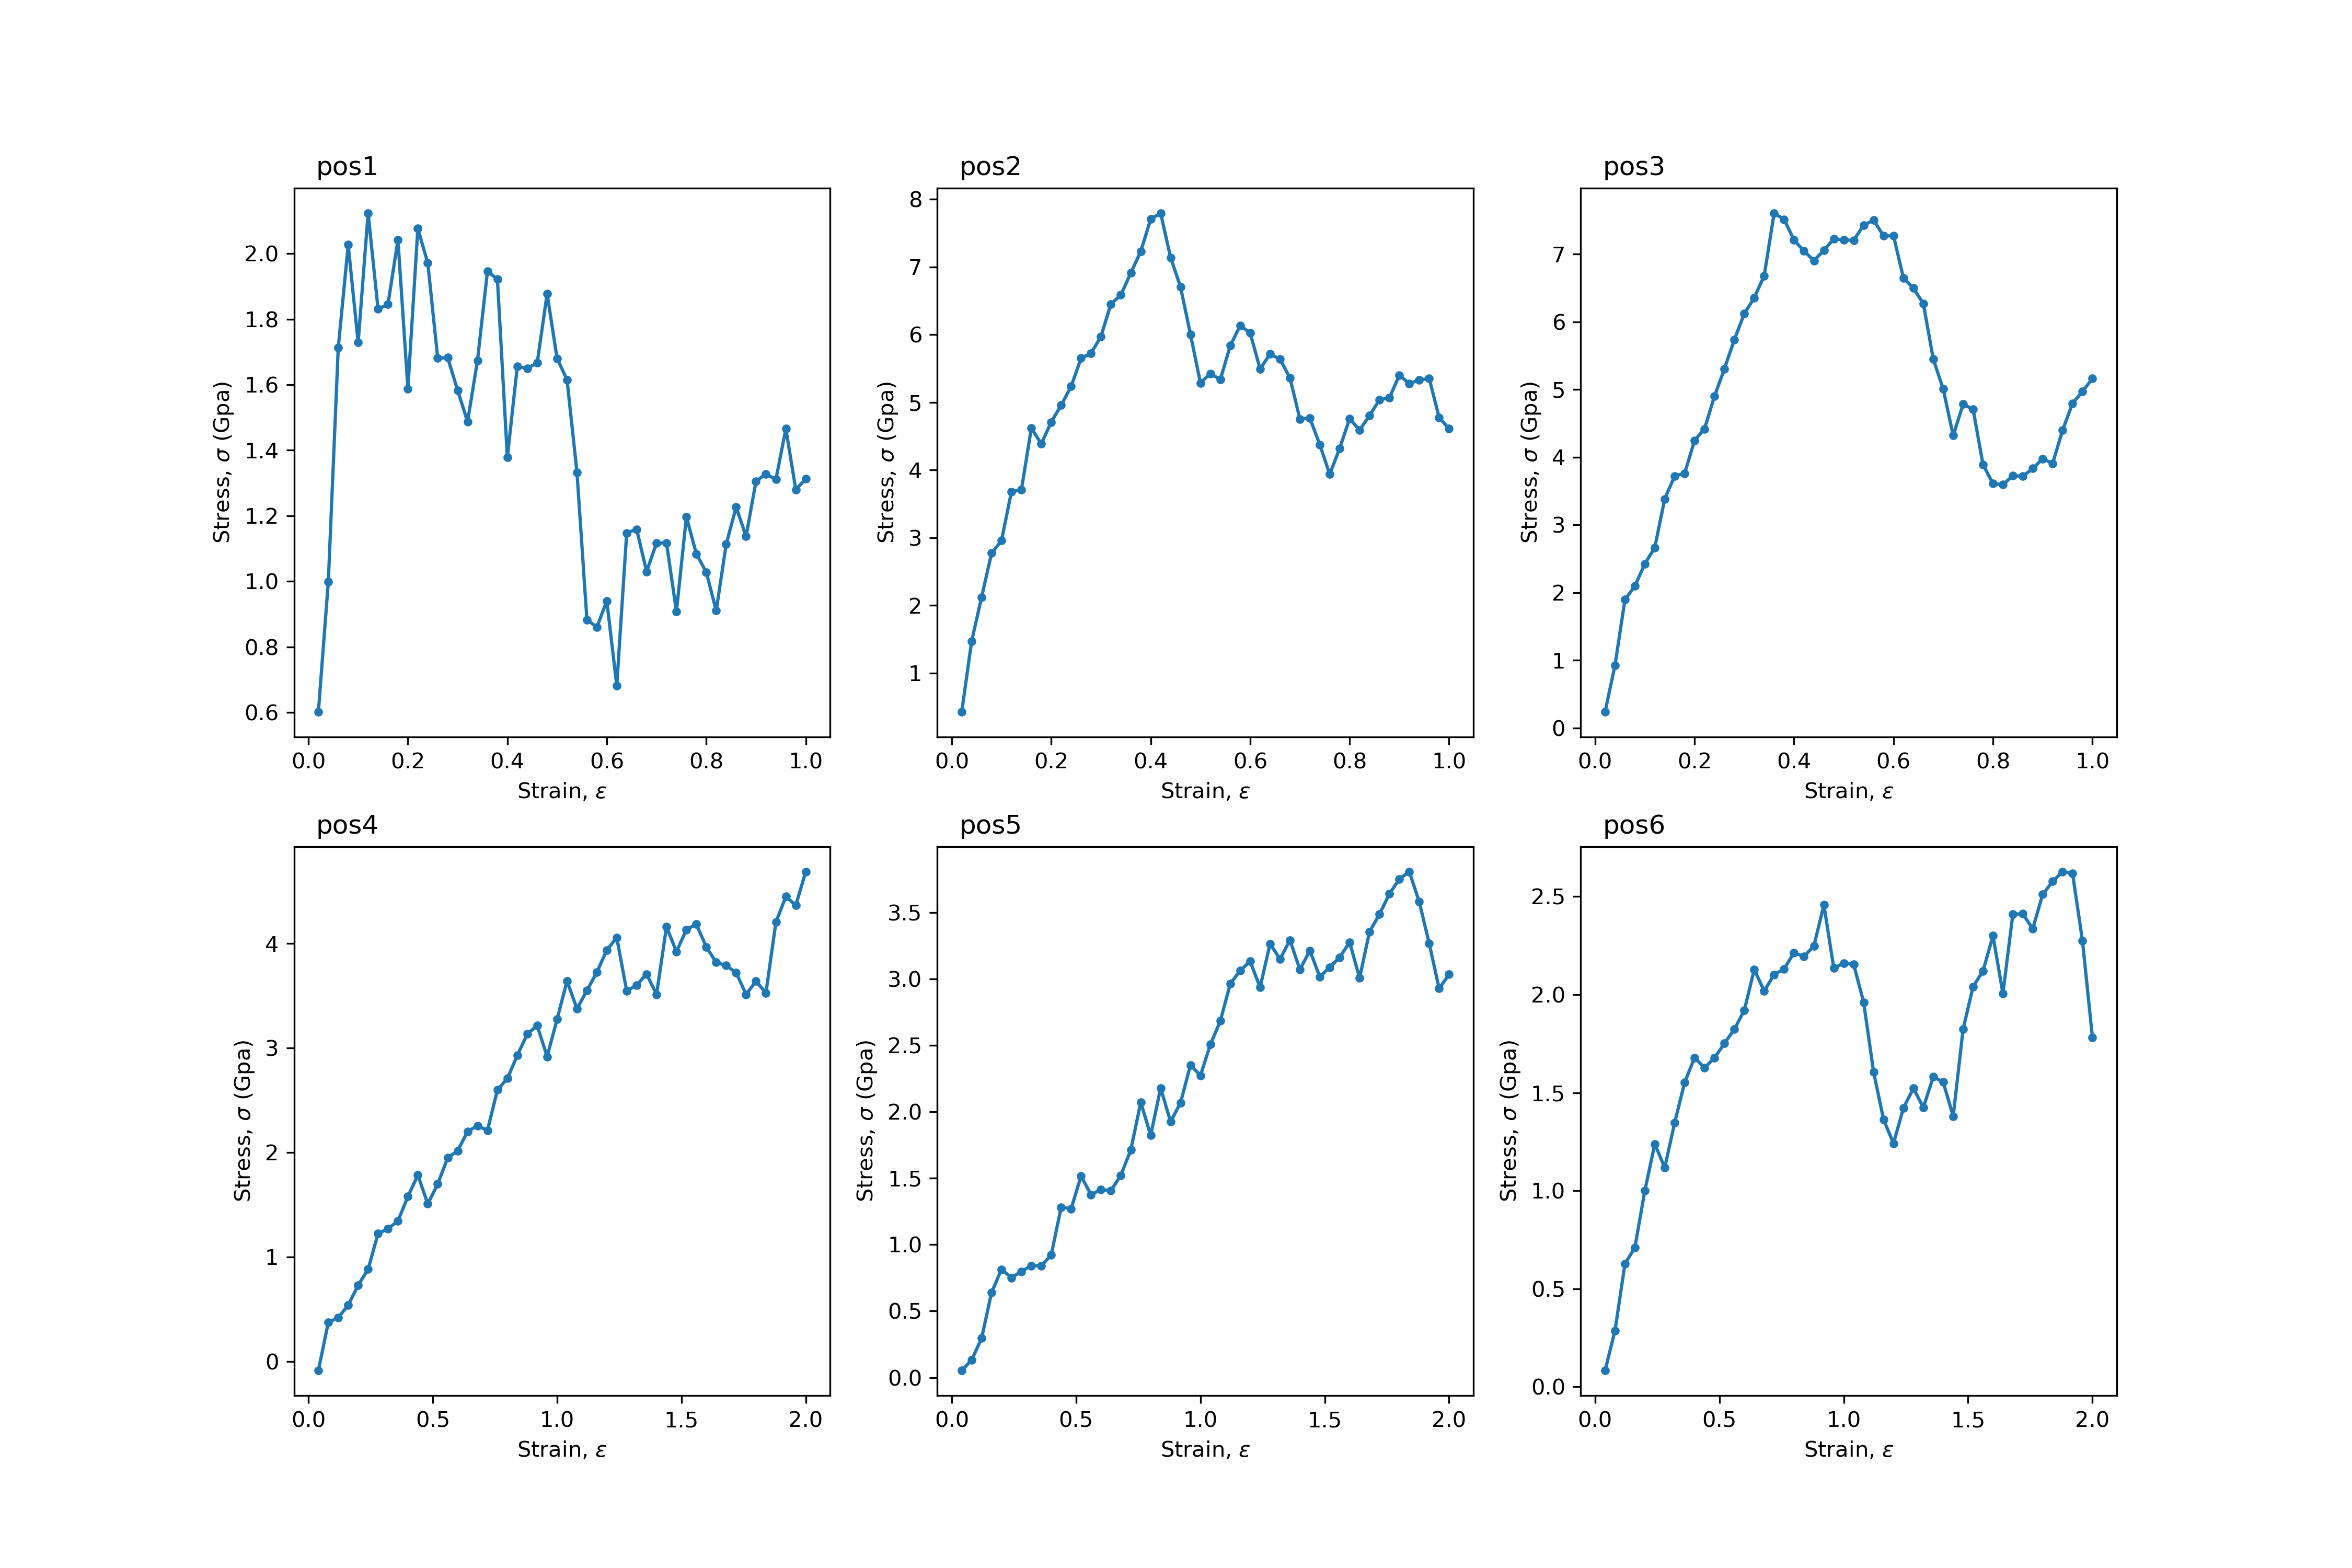 pos1
2.0
1.8
1.6
1.4
1.2
1.0
0.8
0.6
Stress, σ (Gpa)
0.0 0.2 0.4 0.6 0.8 1.0
Strain, ε
pos2
8
7
6
5
4
3
2
1
Stress, σ (Gpa)
0.0 0.2 0.4 0.6 0.8 1.0
Strain, ε
pos3
7
6
5
4
3
2
1
0
Stress, σ (Gpa)
0.0 0.2 0.4 0.6 0.8 1.0
Strain, ε
pos4
4
3
2
1
0
Stress, σ (Gpa)
0.0 0.5 1.0 1.5 2.0
Strain, ε
pos5
3.5
3.0
2.5
2.0
1.5
1.0
0.5
0.0
Stress, σ (Gpa)
0.0 0.5 1.0 1.5 2.0
Strain, ε
pos6
2.5
2.0
1.5
1.0
0.5
0.0
Stress, σ (Gpa)
0.0 0.5 1.0 1.5 2.0
Strain, ε